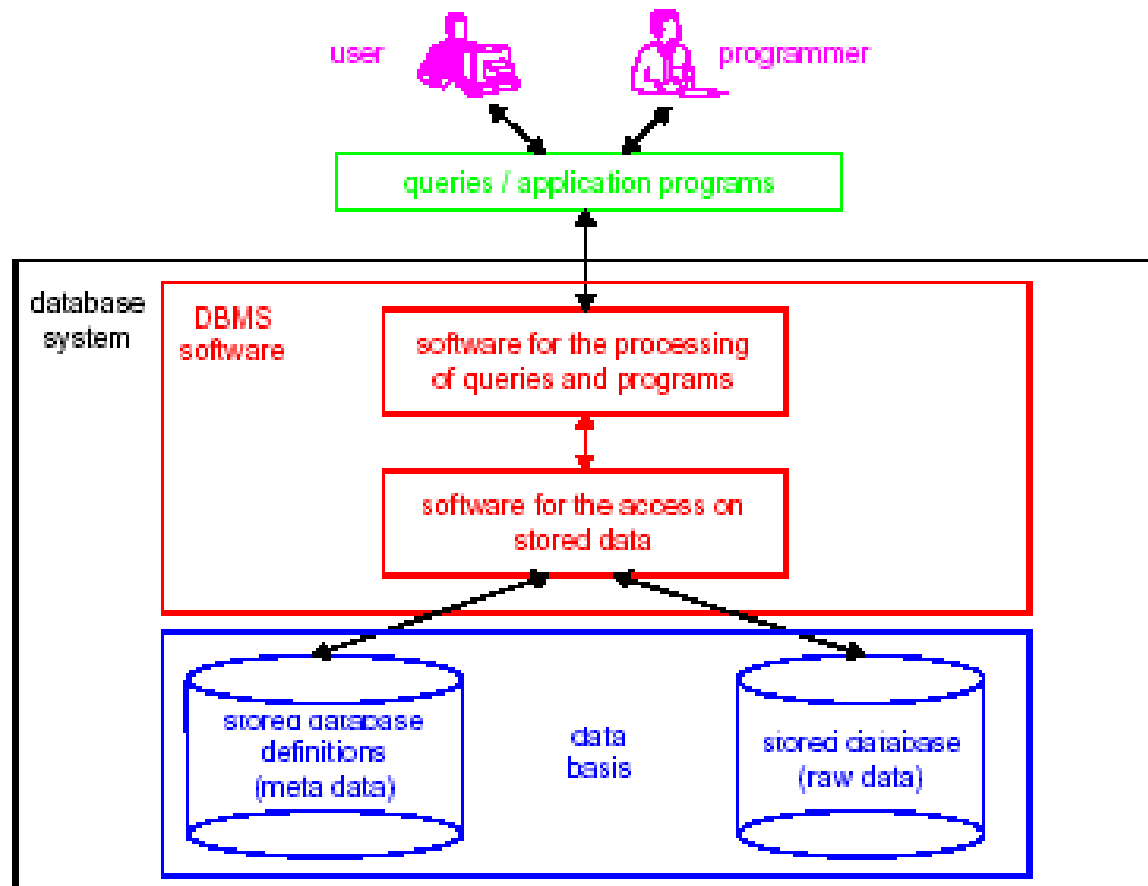 user
programmer
queries / application programs
database
system
DBMS
software
software for the processing
of queries and programs
software for the access on
stored data
stored database
definitions
(meta data)
data
basis
stored database
(raw data)